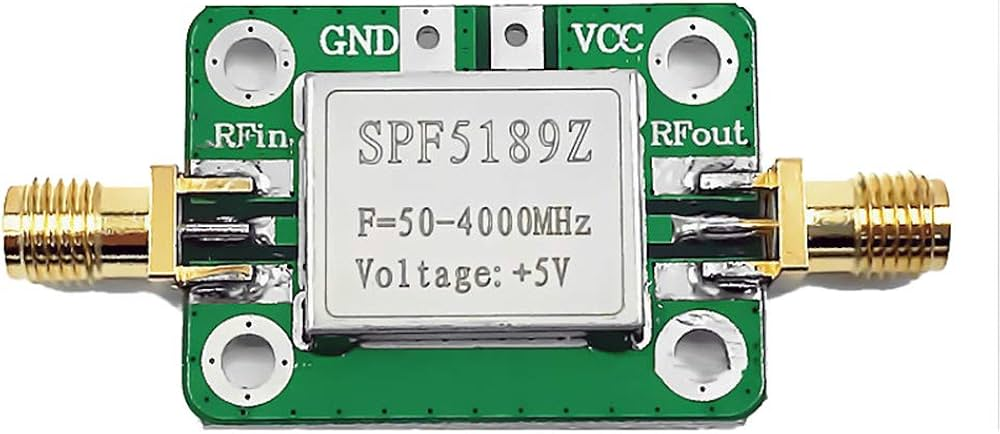 GND VCC
RFin RFout
SPF5189Z
F=50-4000MHz
Voltage: +5V